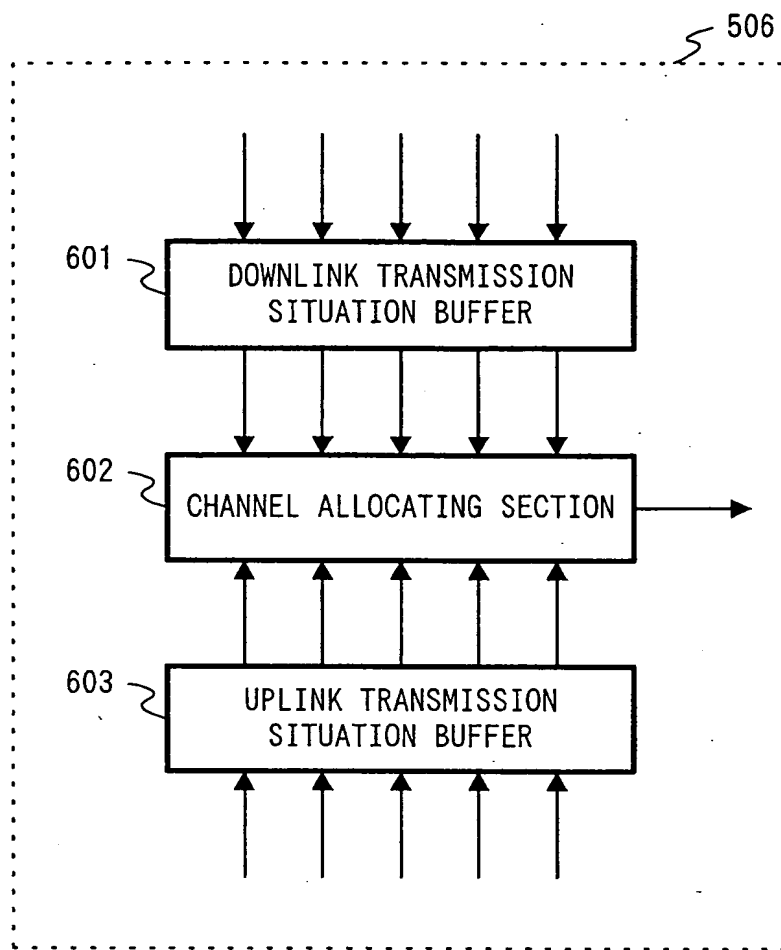 506
601
DOWNLINK TRANSMISSION
SITUATION BUFFER
602
CHANNEL ALLOCATING SECTION
603
UPLINK TRANSMISSION
SITUATION BUFFER